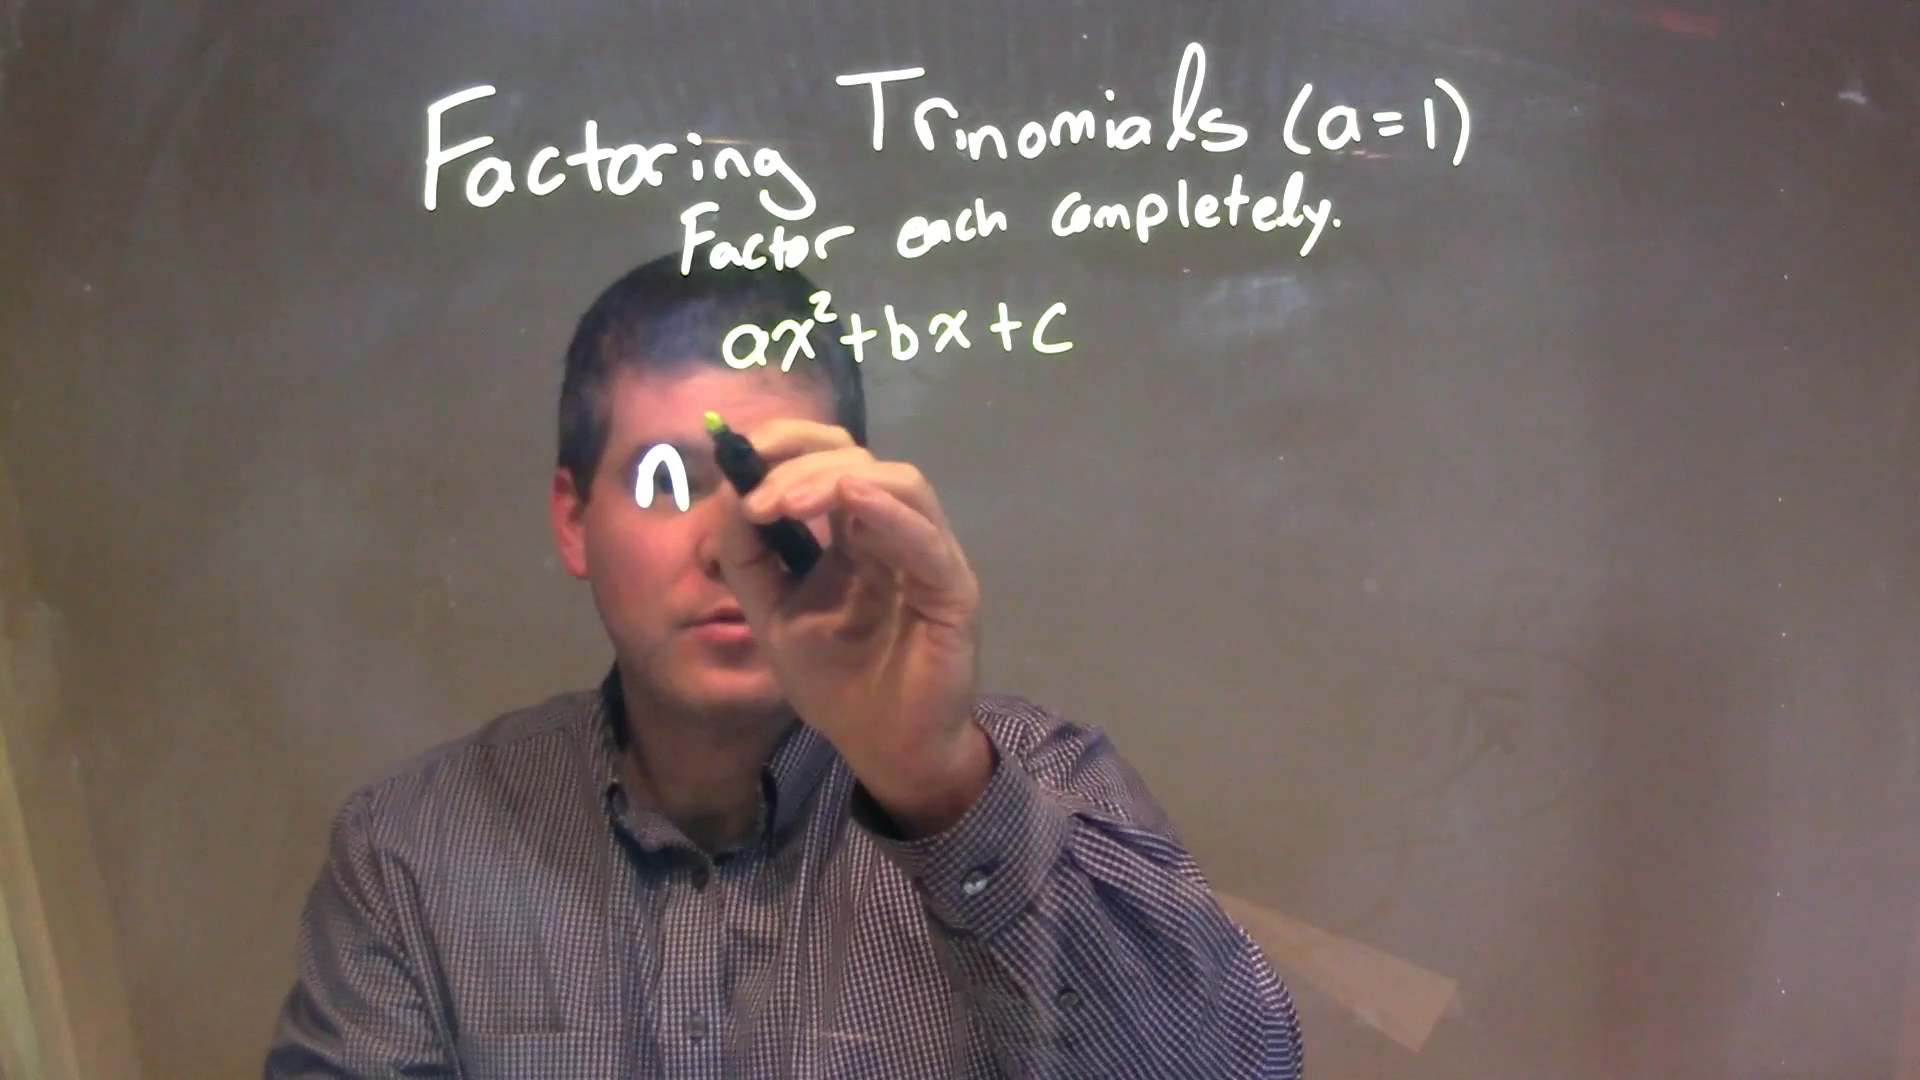 Factoring Trinomials (a=1)
Factor each completely.
ax²+bx+c
n